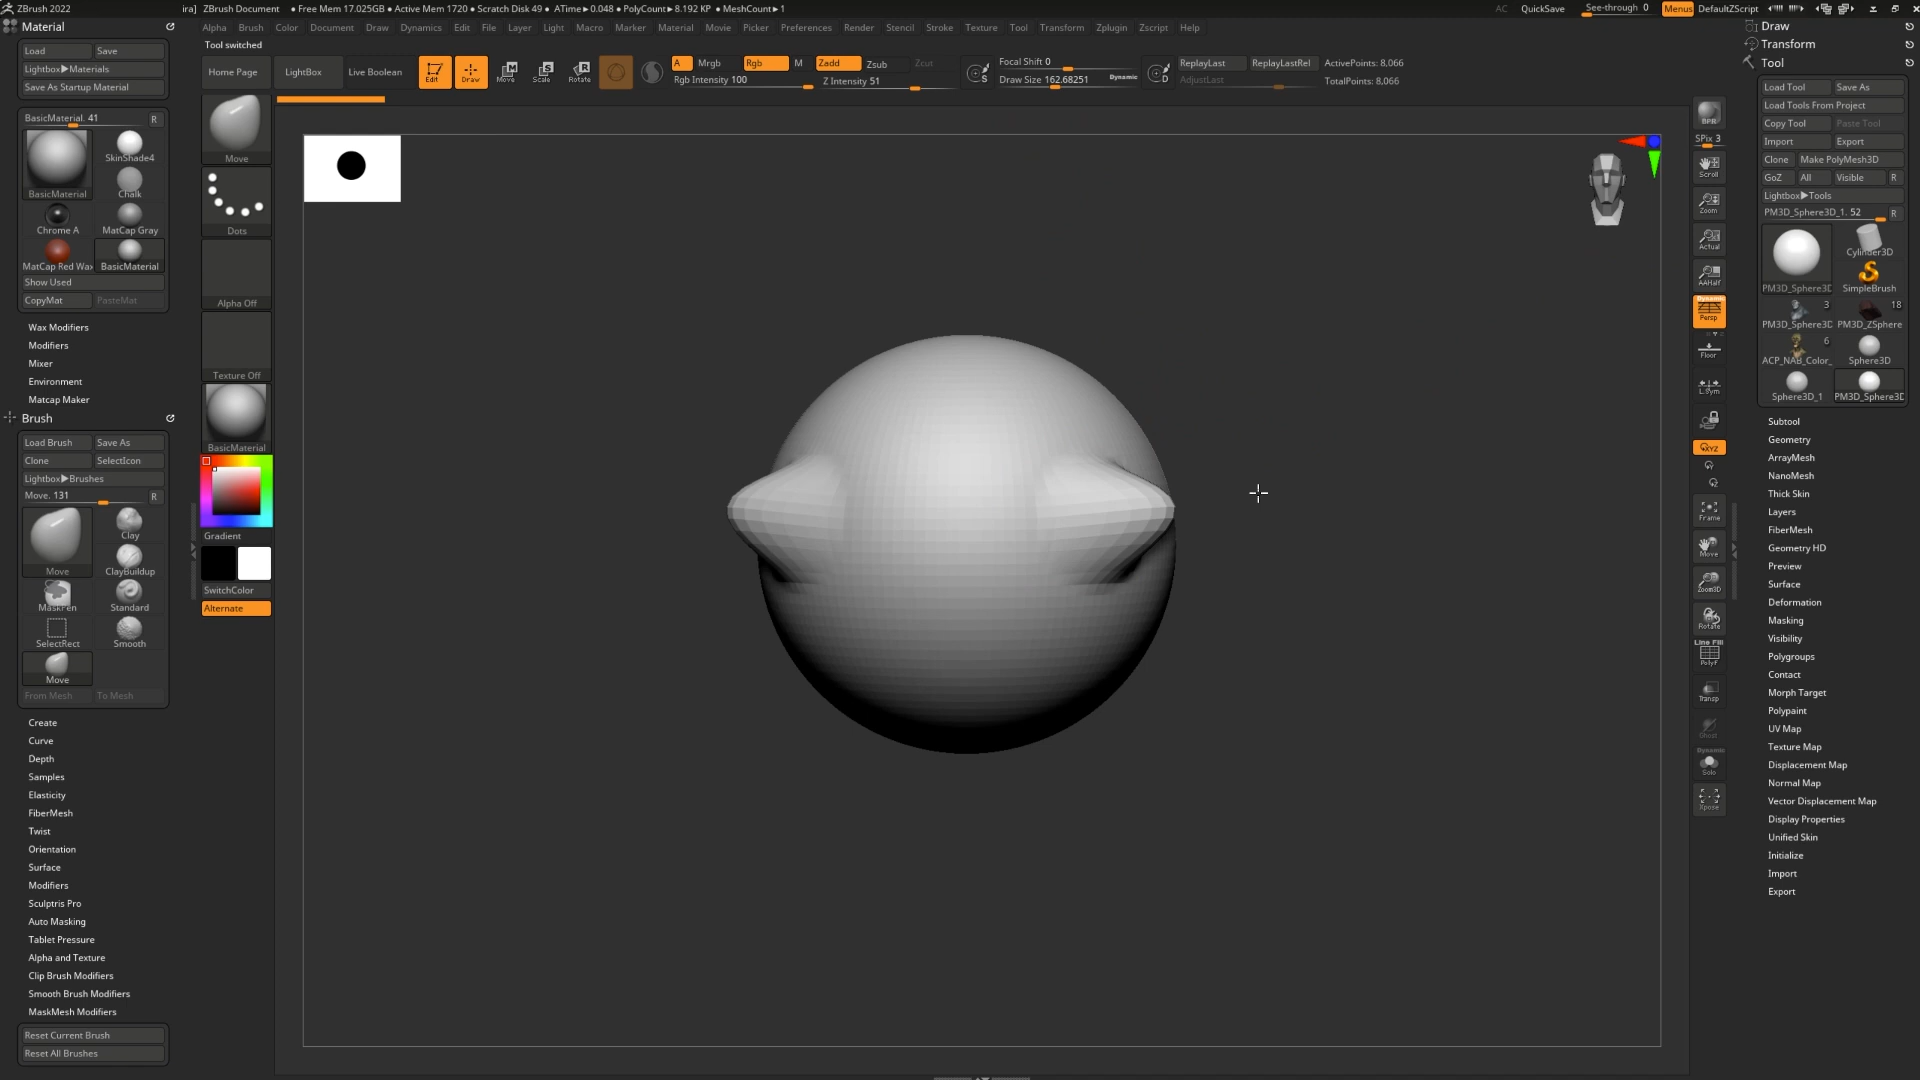 ZBrush 2022
ira] ZBrush Document ● Free Mem 17.025GB ● Active Mem 1720 ● Scratch Disk 49 ● ATime►0.048 ● PolyCount►8.192 KP ● MeshCount►1
AC QuickSave See-through 0 Menus DefaultZScript
Material
Alpha Brush Color Document Draw Dynamics Edit File Layer Light Macro Marker Material Movie Picker Preferences Render Stencil Stroke Texture Tool Transform Zplugin Zscript Help
Tool switched
Load Save
Lightbox►Materials
Save As Startup Material
BasicMaterial. 41 R
SkinShade4
BasicMaterial Chalk
Chrome A MatCap Gray
MatCap Red Wax BasicMaterial
Show Used
CopyMat PasteMat
Wax Modifiers
Modifiers
Mixer
Environment
Matcap Maker
Brush
Load Brush Save As
Clone SelectIcon
Lightbox►Brushes
Move. 131 R
Clay
Move ClayBuildup
MaskPen Standard
SelectRect Smooth
Move
From Mesh To Mesh
Create
Curve
Depth
Samples
Elasticity
FiberMesh
Twist
Orientation
Surface
Modifiers
Sculptris Pro
Auto Masking
Tablet Pressure
Alpha and Texture
Clip Brush Modifiers
Smooth Brush Modifiers
MaskMesh Modifiers
Reset Current Brush
Reset All Brushes
Home Page LightBox Live Boolean Edit Draw Move Scale Rotate
A Mrgb Rgb M Zadd Zsub Zcut
Rgb Intensity 100 Z Intensity 51
S Focal Shift 0
Draw Size 162.68251 Dynamic
D ReplayLast ReplayLastRel
AdjustLast
ActivePoints: 8,066
TotalPoints: 8,066
Move
Dots
Alpha Off
Texture Off
BasicMaterial
Gradient
SwitchColor
Alternate
BPR
SPix 3
Scroll
Zoom
Actual
AAHalf
Dynamic
Persp
Floor
L.Sym
XYZ
Frame
Move
Zoom3D
Rotate
Line Fill
PolyF
Transp
Ghost
Dynamic
Solo
Xpose
Draw
Transform
Tool
Load Tool Save As
Load Tools From Project
Copy Tool Paste Tool
Import Export
Clone Make PolyMesh3D
GoZ All Visible R
Lightbox►Tools
PM3D_Sphere3D_1. 52 R
Cylinder3D
PM3D_Sphere3D SimpleBrush
3 18
PM3D_Sphere3D PM3D_ZSphere
6
ACP_NAB_Color_ Sphere3D
Sphere3D_1 PM3D_Sphere3D
Subtool
Geometry
ArrayMesh
NanoMesh
Thick Skin
Layers
FiberMesh
Geometry HD
Preview
Surface
Deformation
Masking
Visibility
Polygroups
Contact
Morph Target
Polypaint
UV Map
Texture Map
Displacement Map
Normal Map
Vector Displacement Map
Display Properties
Unified Skin
Initialize
Import
Export